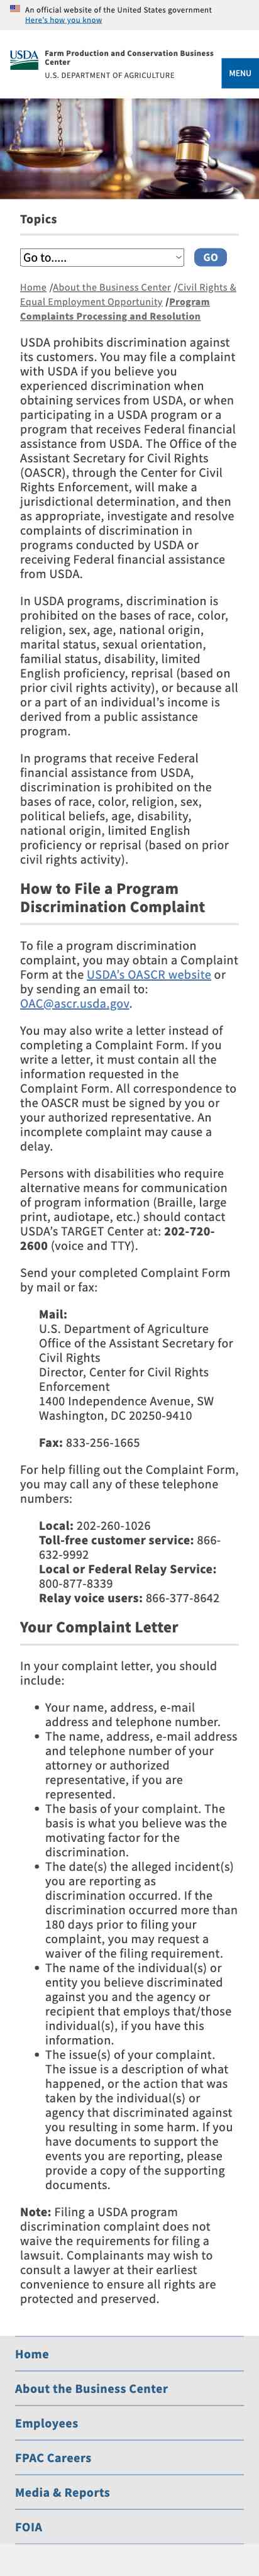 An official website of the United States government
Here's how you know
USDA
Farm Production and Conservation Business
Center
U.S. DEPARTMENT OF AGRICULTURE
MENU
Topics
Go to.....
GO
Home /About the Business Center /Civil Rights &
Equal Employment Opportunity /Program
Complaints Processing and Resolution
USDA prohibits discrimination against
its customers. You may file a complaint
with USDA if you believe you
experienced discrimination when
obtaining services from USDA, or when
participating in a USDA program or a
program that receives Federal financial
assistance from USDA. The Office of the
Assistant Secretary for Civil Rights
(OASCR), through the Center for Civil
Rights Enforcement, will make a
jurisdictional determination, and then
as appropriate, investigate and resolve
complaints of discrimination in
programs conducted by USDA or
receiving Federal financial assistance
from USDA.
In USDA programs, discrimination is
prohibited on the bases of race, color,
religion, sex, age, national origin,
marital status, sexual orientation,
familial status, disability, limited
English proficiency, reprisal (based on
prior civil rights activity), or because all
or a part of an individual's income is
derived from a public assistance
program.
In programs that receive Federal
financial assistance from USDA,
discrimination is prohibited on the
bases of race, color, religion, sex,
political beliefs, age, disability,
national origin, limited English
proficiency or reprisal (based on prior
civil rights activity).
How to File a Program
Discrimination Complaint
To file a program discrimination
complaint, you may obtain a Complaint
Form at the USDA's OASCR website or
by sending an email to:
OAC@ascr.usda.gov.
You may also write a letter instead of
completing a Complaint Form. If you
write a letter, it must contain all the
information requested in the
Complaint Form. All correspondence to
the OASCR must be signed by you or
your authorized representative. An
incomplete complaint may cause a
delay.
Persons with disabilities who require
alternative means for communication
of program information (Braille, large
print, audiotape, etc.) should contact
USDA's TARGET Center at: 202-720-
2600 (voice and TTY).
Send your completed Complaint Form
by mail or fax:
Mail:
U.S. Department of Agriculture
Office of the Assistant Secretary for
Civil Rights
Director, Center for Civil Rights
Enforcement
1400 Independence Avenue, SW
Washington, DC 20250-9410
Fax: 833-256-1665
For help filling out the Complaint Form,
you may call any of these telephone
numbers:
Local: 202-260-1026
Toll-free customer service: 866-
632-9992
Local or Federal Relay Service:
800-877-8339
Relay voice users: 866-377-8642
Your Complaint Letter
In your complaint letter, you should
include:
• Your name, address, e-mail
address and telephone number.
• The name, address, e-mail address
and telephone number of your
attorney or authorized
representative, if you are
represented.
• The basis of your complaint. The
basis is what you believe was the
motivating factor for the
discrimination.
• The date(s) the alleged incident(s)
you are reporting as
discrimination occurred. If the
discrimination occurred more than
180 days prior to filing your
complaint, you may request a
waiver of the filing requirement.
• The name of the individual(s) or
entity you believe discriminated
against you and the agency or
recipient that employs that/those
individual(s), if you have this
information.
• The issue(s) of your complaint.
The issue is a description of what
happened, or the action that was
taken by the individual(s) or
agency that discriminated against
you resulting in some harm. If you
have documents to support the
events you are reporting, please
provide a copy of the supporting
documents.
Note: Filing a USDA program
discrimination complaint does not
waive the requirements for filing a
lawsuit. Complainants may wish to
consult a lawyer at their earliest
convenience to ensure all rights are
protected and preserved.
Home
About the Business Center
Employees
FPAC Careers
Media & Reports
FOIA